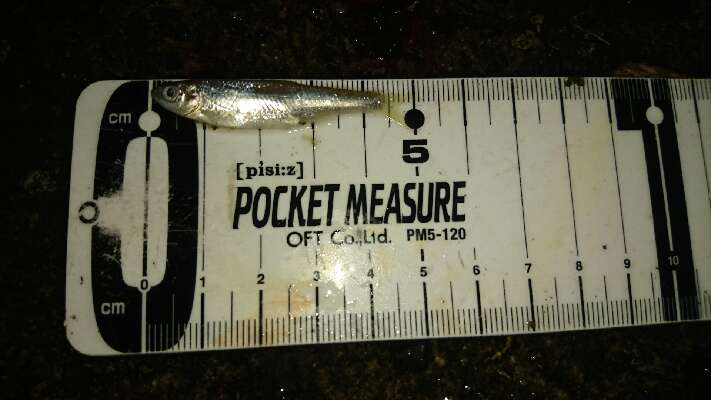 cm
5
[pisi:z]
POCKET MEASURE
OFT Co.,Ltd. PM5-120
0 1 2 3 4 5 6 7 8 9 10
cm